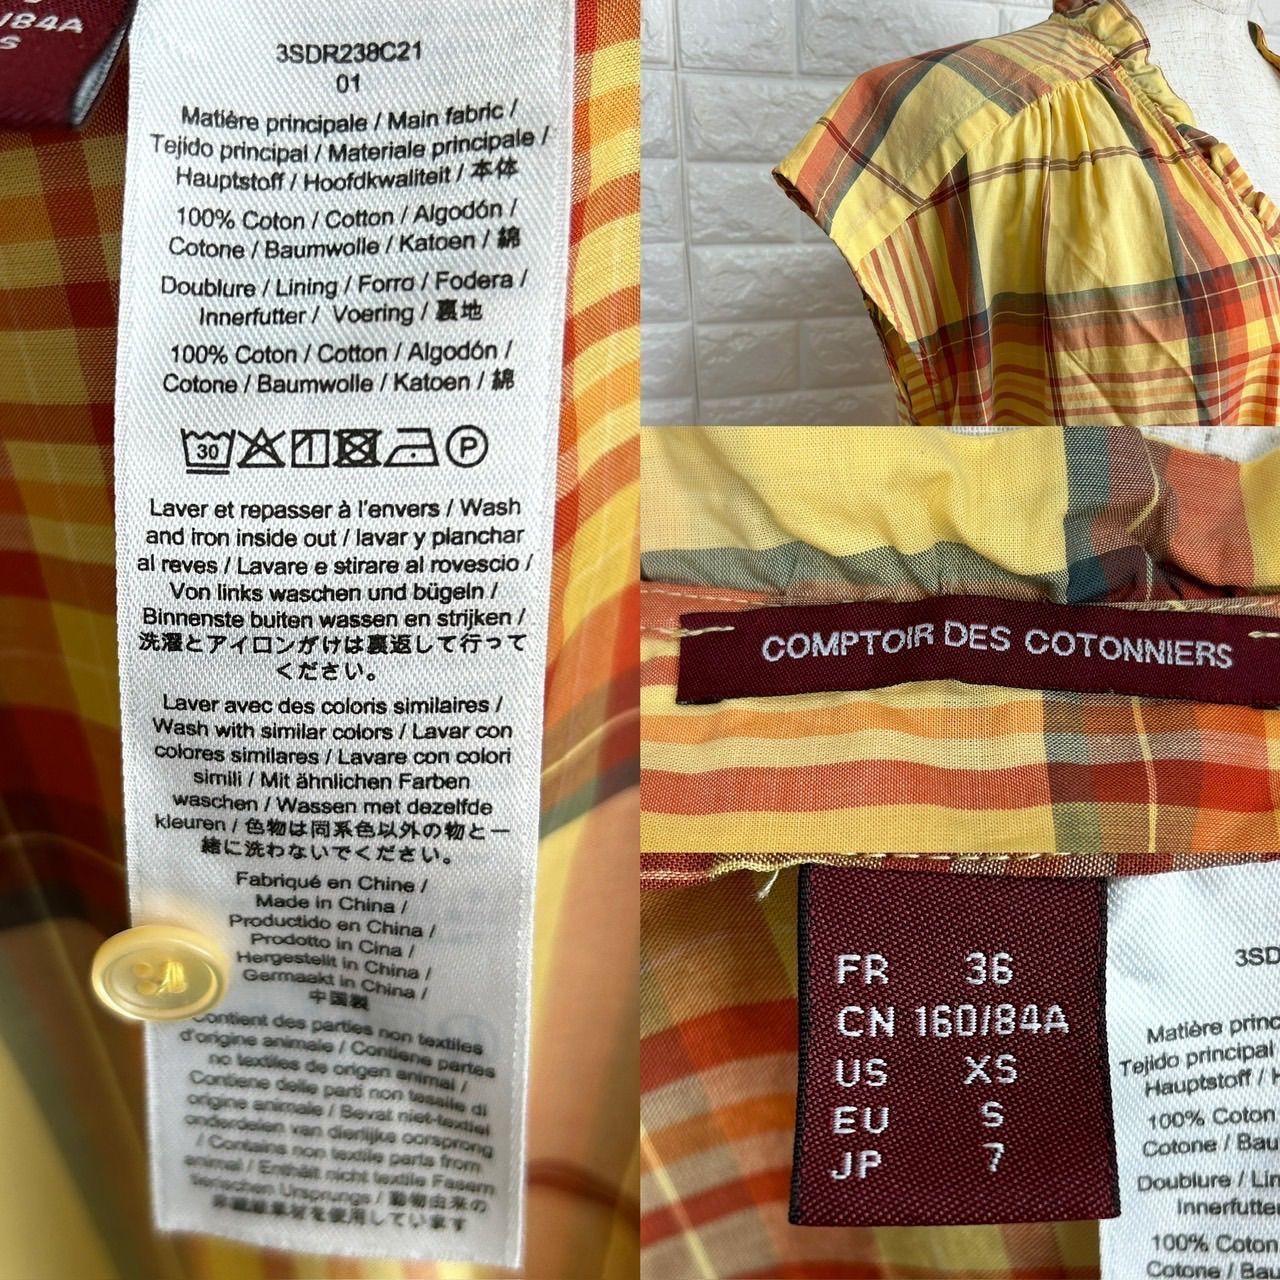 /84A
S
3SDR238C21
01
Matière principale / Main fabric /
Tejido principal / Materiale principale /
Hauptstoff / Hoofdkwaliteit / 本体
100% Coton / Cotton / Algodón /
Cotone / Baumwolle / Katoen / 綿
Doublure / Lining / Forro / Fodera /
Innerfutter / Voering / 裏地
100% Coton / Cotton / Algodón /
Cotone / Baumwolle / Katoen / 綿
30 P
Laver et repasser à l'envers / Wash
and iron inside out / lavar y planchar
al reves / Lavare e stirare al rovescio /
Von links waschen und bügeln /
Binnenste buiten wassen en strijken /
洗濯とアイロンがけは裏返して行って
ください。
Laver avec des coloris similaires /
Wash with similar colors / Lavar con
colores similares / Lavare con colori
simili / Mit ähnlichen Farben
waschen / Wassen met dezelfde
kleuren / 色物は同系色以外の物と一
緒に洗わないでください。
Fabriqué en Chine /
Made in China /
Productido en China /
Prodotto in Cina /
Hergestellt in China /
Germaakt in China /
中国製
Contient des parties non textiles
d'origine animale / Contiene partes
no textiles de origen animal /
Contiene delle parti non tessile di
origine animale / Bevat niet-textiel
onderdelen van dierlijke oorsprong
/ Contains non textile parts from
animal / Enthält nicht textile Fasern
tierischen Ursprungs / 動物由来の
非繊維素材を使用しています
COMPTOIR DES COTONNIERS
FR 36
CN 160/84A
US XS
EU S
JP 7
3SD
Matière princ
Tejido principal
Hauptstoff /
100% Coton
Cotone / Bau
Doublure / Lin
Innerfutter
100% Coton
Cotone / Bau